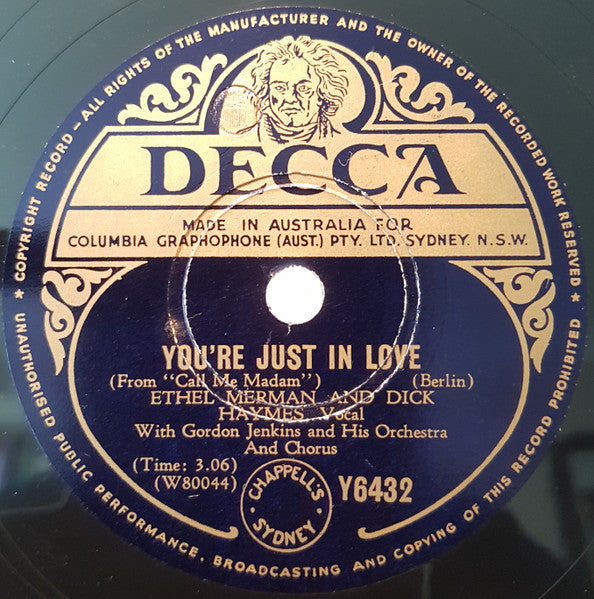 COPYRIGHT RECORD – ALL RIGHTS OF THE MANUFACTURER AND THE OWNER OF THE RECORDED WORK RESERVED
DECCA
MADE IN AUSTRALIA FOR
COLUMBIA GRAPHOPHONE (AUST.) PTY. LTD. SYDNEY. N.S.W.
YOU'RE JUST IN LOVE
(From "Call Me Madam") (Berlin)
ETHEL MERMAN AND DICK
HAYMES Vocal
With Gordon Jenkins and His Orchestra
And Chorus
(Time: 3.06)
(W80044)
CHAPPELL'S
SYDNEY
Y6432
UNAUTHORISED PUBLIC PERFORMANCE, BROADCASTING AND COPYING OF THIS RECORD PROHIBITED